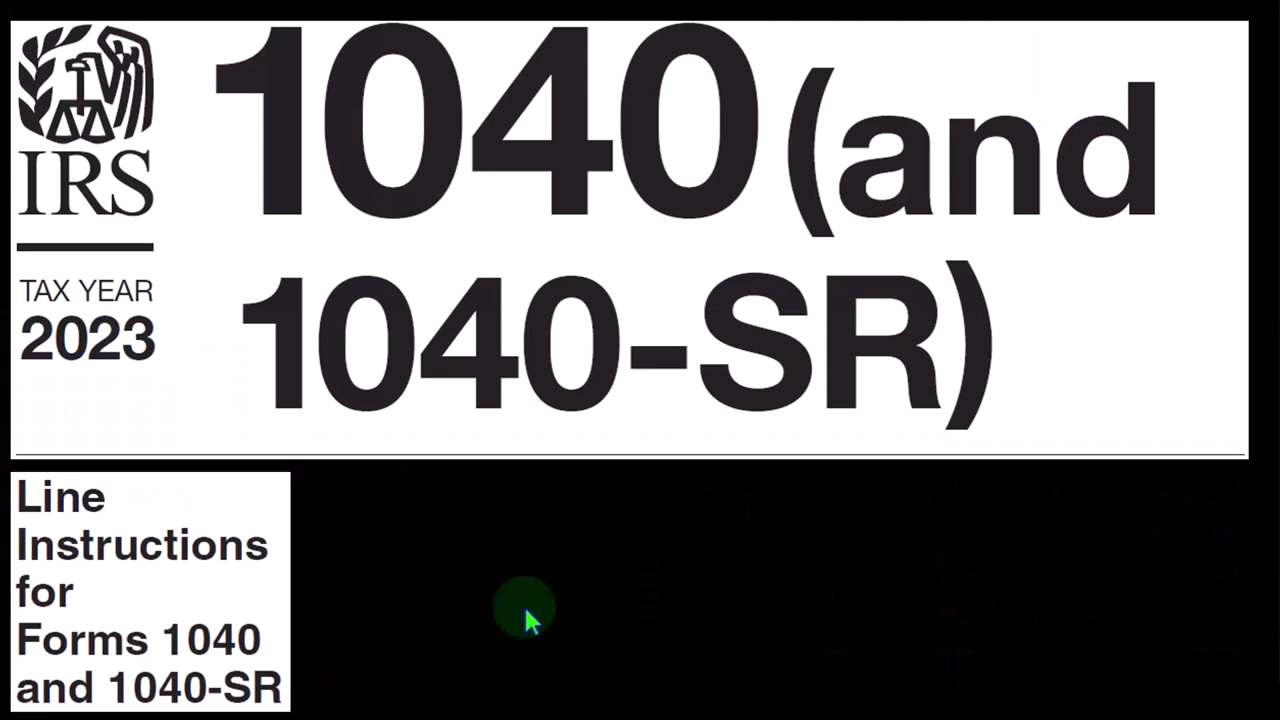 IRS
TAX YEAR
2023
1040 (and
1040-SR)
Line
Instructions
for
Forms 1040
and 1040-SR